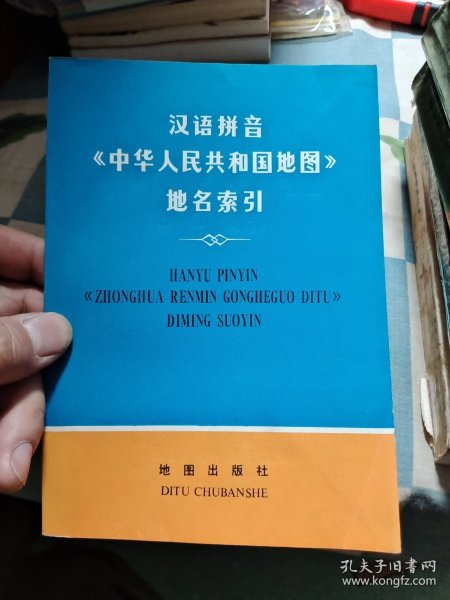 汉语拼音
《中华人民共和国地图》
地名索引
HANYU PINYIN
《ZHONGHUA RENMIN GONGHEGUO DITU》
DIMING SUOYIN
地图出版社
DITU CHUBANSHE
孔夫子旧书网
www.kongfz.com